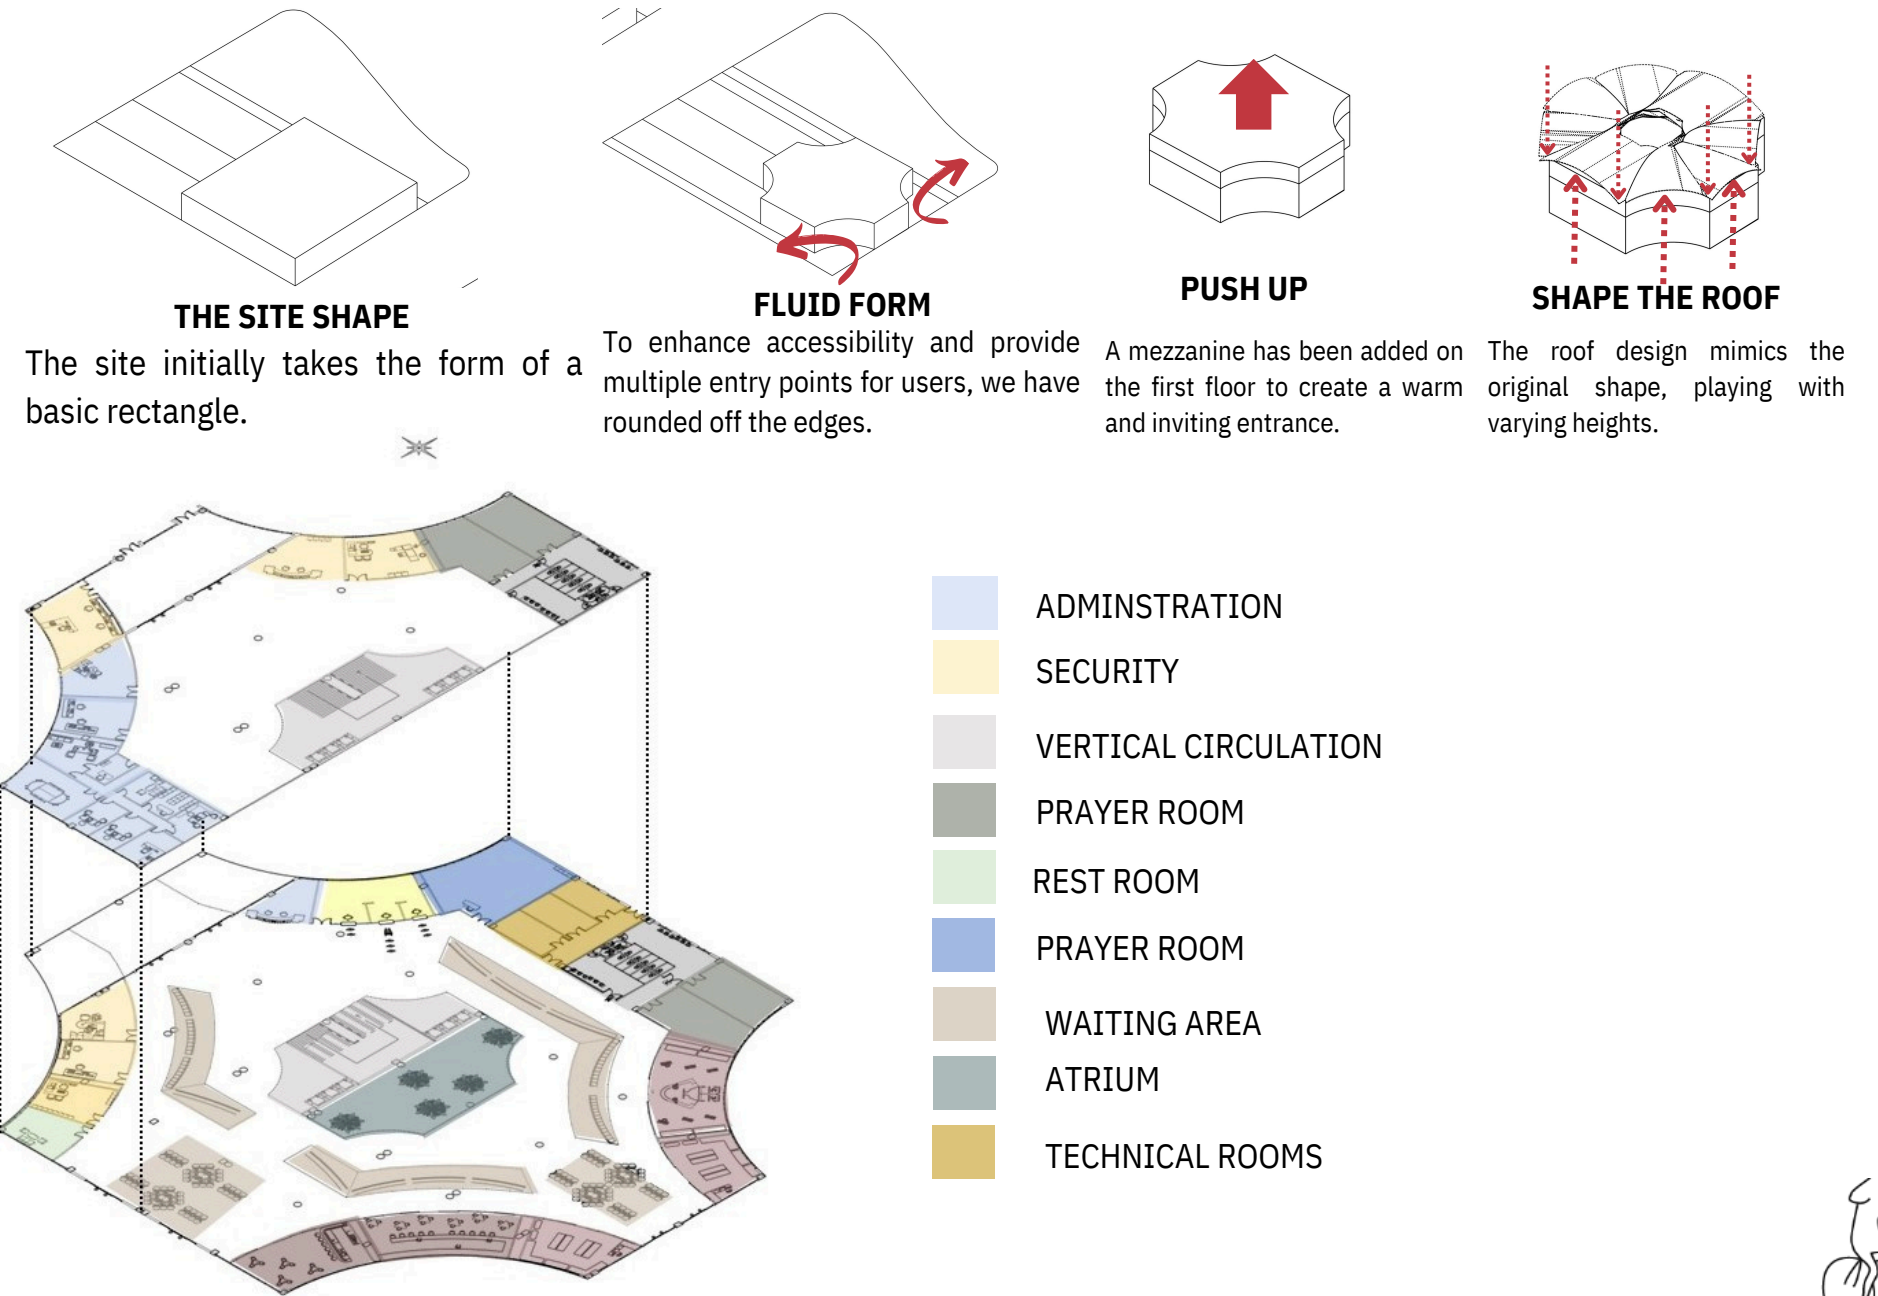 THE SITE SHAPE
The site initially takes the form of a
basic rectangle.
FLUID FORM
To enhance accessibility and provide
multiple entry points for users, we have
rounded off the edges.
PUSH UP
A mezzanine has been added on
the first floor to create a warm
and inviting entrance.
SHAPE THE ROOF
The roof design mimics the
original shape, playing with
varying heights.
ADMINSTRATION
SECURITY
VERTICAL CIRCULATION
PRAYER ROOM
REST ROOM
PRAYER ROOM
WAITING AREA
ATRIUM
TECHNICAL ROOMS